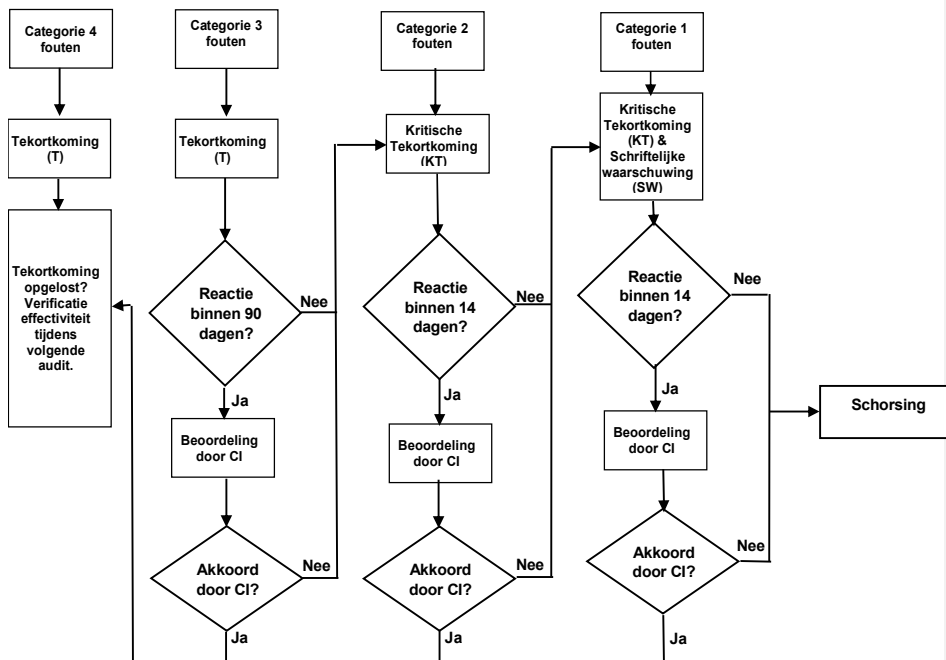 Categorie 4
fouten
Tekortkoming
(T)
Tekortkoming
opgelost?
Verificatie
effectiviteit
tijdens
volgende
audit.
Categorie 3
fouten
Tekortkoming
(T)
Reactie
binnen 90
dagen?
Nee
Ja
Beoordeling
door CI
Akkoord
door CI?
Nee
Ja
Categorie 2
fouten
Kritische
Tekortkoming
(KT)
Reactie
binnen 14
dagen?
Nee
Ja
Beoordeling
door CI
Akkoord
door CI?
Nee
Ja
Categorie 1
fouten
Kritische
Tekortkoming
(KT) &
Schriftelijke
waarschuwing
(SW)
Reactie
binnen 14
dagen?
Nee
Ja
Beoordeling
door CI
Akkoord
door CI?
Nee
Ja
Schorsing